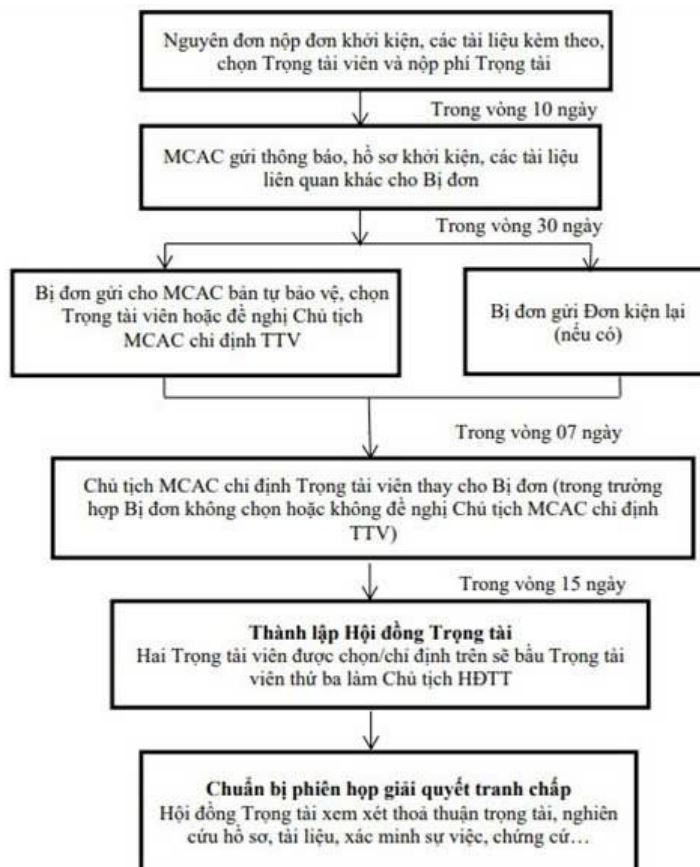 Nguyên đơn nộp đơn khởi kiện, các tài liệu kèm theo,
chọn Trọng tài viên và nộp phí Trọng tài
Trong vòng 10 ngày
MCAC gửi thông báo, hồ sơ khởi kiện, các tài liệu
liên quan khác cho Bị đơn
Trong vòng 30 ngày
Bị đơn gửi cho MCAC bản tự bảo vệ, chọn
Trọng tài viên hoặc đề nghị Chủ tịch
MCAC chỉ định TTV
Bị đơn gửi Đơn kiện lại
(nếu có)
Trong vòng 07 ngày
Chủ tịch MCAC chỉ định Trọng tài viên thay cho Bị đơn (trong trường
hợp Bị đơn không chọn hoặc không đề nghị Chủ tịch MCAC chỉ định
TTV)
Trong vòng 15 ngày
Thành lập Hội đồng Trọng tài
Hai Trọng tài viên được chọn/chỉ định trên sẽ bầu Trọng tài
viên thứ ba làm Chủ tịch HĐTT
Chuẩn bị phiên họp giải quyết tranh chấp
Hội đồng Trọng tài xem xét thoả thuận trọng tài, nghiên
cứu hồ sơ, tài liệu, xác minh sự việc, chứng cứ…